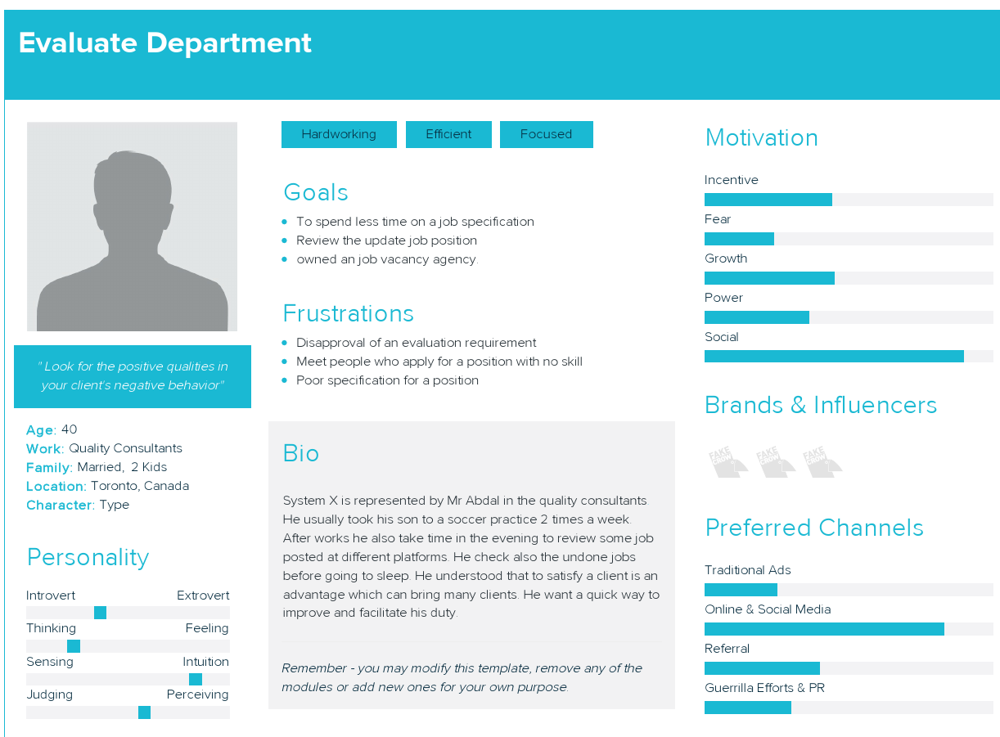 Evaluate Department
" Look for the positive qualities in
your client's negative behavior"
Age: 40
Work: Quality Consultants
Family: Married, 2 Kids
Location: Toronto, Canada
Character: Type
Personality
Introvert Extrovert
Thinking Feeling
Sensing Intuition
Judging Perceiving
Hardworking Efficient Focused
Goals
To spend less time on a job specification
Review the update job position
owned an job vacancy agency.
Frustrations
Disapproval of an evaluation requirement
Meet people who apply for a position with no skill
Poor specification for a position
Bio
System X is represented by Mr Abdal in the quality consultants.
He usually took his son to a soccer practice 2 times a week.
After works he also take time in the evening to review some job
posted at different platforms. He check also the undone jobs
before going to sleep. He understood that to satisfy a client is an
advantage which can bring many clients. He want a quick way to
improve and facilitate his duty.
Remember - you may modify this template, remove any of the
modules or add new ones for your own purpose.
Motivation
Incentive
Fear
Growth
Power
Social
Brands & Influencers
FAKE
CROW
FAKE
CROW
FAKE
CROW
Preferred Channels
Traditional Ads
Online & Social Media
Referral
Guerrilla Efforts & PR